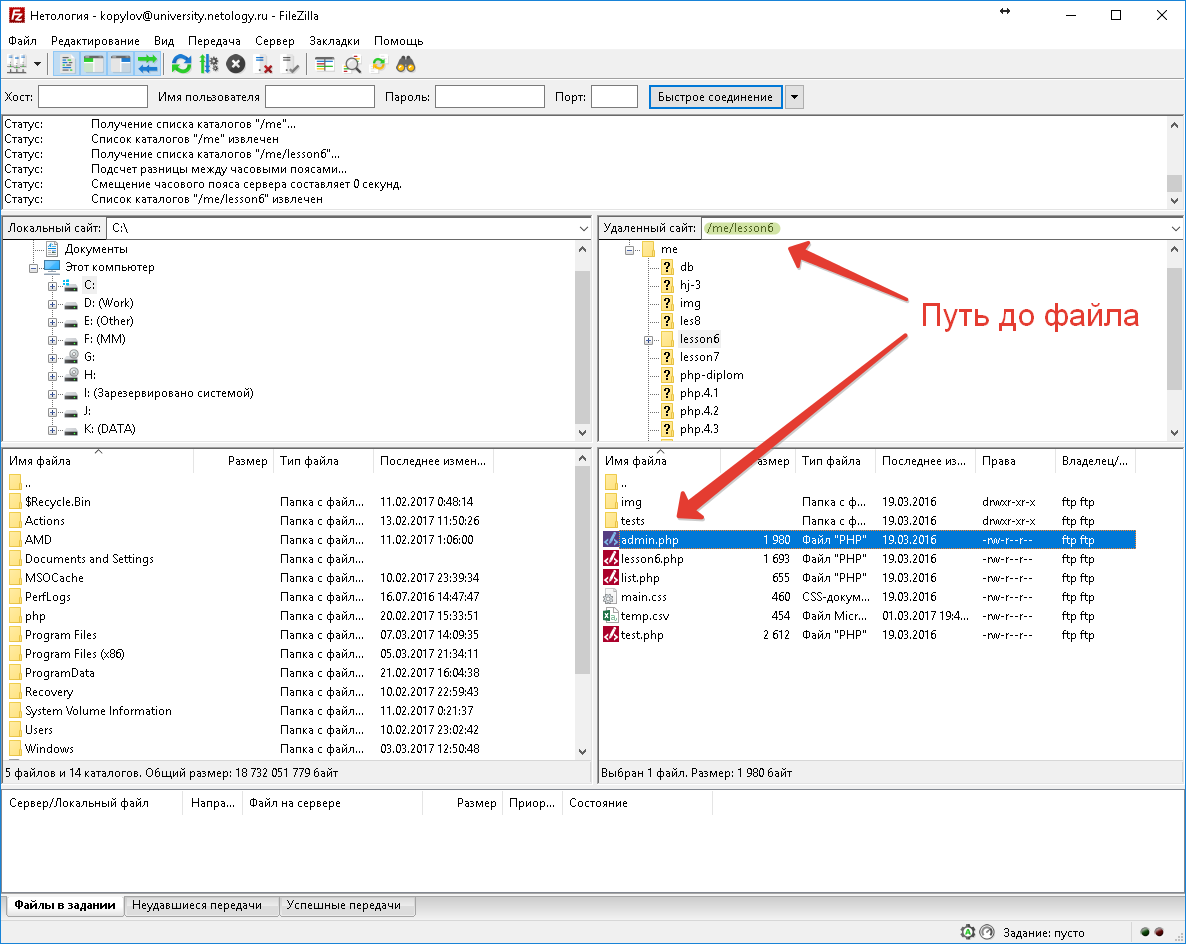 Нетология - kopylov@university.netology.ru - FileZilla
Файл Редактирование Вид Передача Сервер Закладки Помощь
Хост: Имя пользователя Пароль: Порт: Быстрое соединение
Статус: Получение списка каталогов "/me"...
Статус: Список каталогов "/me" извлечен
Статус: Получение списка каталогов "/me/lesson6"...
Статус: Подсчет разницы между часовыми поясами...
Статус: Смещение часового пояса сервера составляет 0 секунд.
Статус: Список каталогов "/me/lesson6" извлечен
Локальный сайт: C:\
Документы
Этот компьютер
C:
D: (Work)
E: (Other)
F: (MM)
G:
H:
I: (Зарезервировано системой)
J:
K: (DATA)
Удаленный сайт: /me/lesson6
me
db
hj-3
img
les8
lesson6
lesson7
php-diplom
php.4.1
php.4.2
php.4.3
Путь до файла
Имя файла Размер Тип файла Последнее измен...
..
$Recycle.Bin Папка с файл... 11.02.2017 0:48:14
Actions Папка с файл... 13.02.2017 11:50:26
AMD Папка с файл... 11.02.2017 1:06:00
Documents and Settings Папка с файл...
MSOCache Папка с файл... 10.02.2017 23:39:34
PerfLogs Папка с файл... 16.07.2016 14:47:47
php Папка с файл... 20.02.2017 15:33:51
Program Files Папка с файл... 07.03.2017 14:09:35
Program Files (x86) Папка с файл... 05.03.2017 21:34:11
ProgramData Папка с файл... 21.02.2017 16:04:38
Recovery Папка с файл... 10.02.2017 22:59:43
System Volume Information Папка с файл... 11.02.2017 0:21:37
Users Папка с файл... 10.02.2017 23:02:42
Windows Папка с файл... 03.03.2017 12:50:48
5 файлов и 14 каталогов. Общий размер: 18 732 051 779 байт
Имя файла азмер Тип файла Последнее из... Права Владелец/...
..
img Папка с ф... 19.03.2016 drwxr-xr-x ftp ftp
tests Папка с ф... 19.03.2016 drwxr-xr-x ftp ftp
admin.php 1 980 Файл "PHP" 19.03.2016 -rw-r--r-- ftp ftp
lesson6.php 1 693 Файл "PHP" 19.03.2016 -rw-r--r-- ftp ftp
list.php 655 Файл "PHP" 19.03.2016 -rw-r--r-- ftp ftp
main.css 460 CSS-докум... 19.03.2016 -rw-r--r-- ftp ftp
temp.csv 454 Файл Micr... 01.03.2017 19:4... -rw-r--r-- ftp ftp
test.php 2 612 Файл "PHP" 19.03.2016 -rw-r--r-- ftp ftp
Выбран 1 файл. Размер: 1 980 байт
Сервер/Локальный файл Напра... Файл на сервере Размер Приор... Состояние
Файлы в задании Неудавшиеся передачи Успешные передачи
Задание: пусто